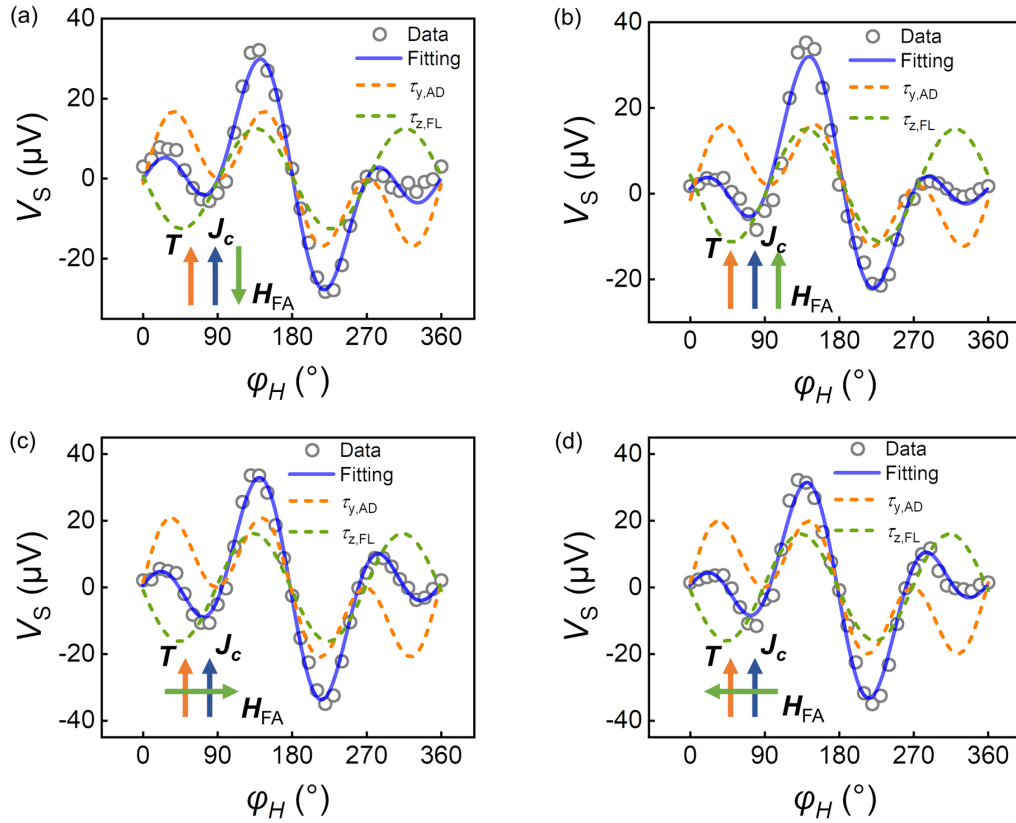 (a)
40
20
0
-20
V_S (μV)
Data
Fitting
τ_y,AD
τ_z,FL
T
J_c
H_FA
0 90 180 270 360
φ_H (°)
(b)
40
20
0
-20
V_S (μV)
Data
Fitting
τ_y,AD
τ_z,FL
T
J_c
H_FA
0 90 180 270 360
φ_H (°)
(c)
40
20
0
-20
-40
V_S (μV)
Data
Fitting
τ_y,AD
τ_z,FL
T
J_c
H_FA
0 90 180 270 360
φ_H (°)
(d)
40
20
0
-20
-40
V_S (μV)
Data
Fitting
τ_y,AD
τ_z,FL
T
J_c
H_FA
0 90 180 270 360
φ_H (°)